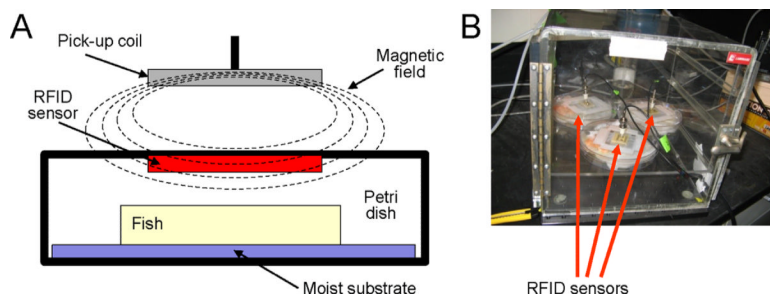 A
Pick-up coil
Magnetic
field
RFID
sensor
Petri
dish
Fish
Moist substrate
B
RFID sensors